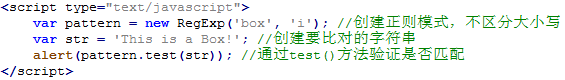 <script type="text/javascript">
var pattern = new RegExp('box', 'i'); //创建正则模式，不区分大小写
var str = 'This is a Box!'; //创建要比对的字符串
alert(pattern.test(str)); //通过test()方法验证是否匹配
</script>